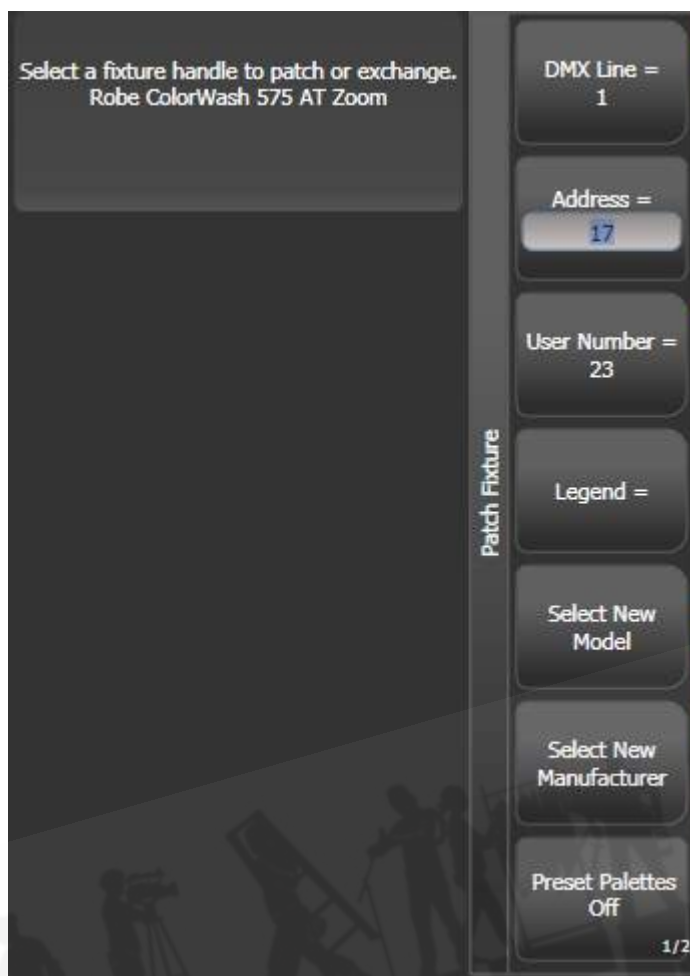 Select a fixture handle to patch or exchange.
Robe ColorWash 575 AT Zoom
Patch Fixture
DMX Line =
1
Address =
17
User Number =
23
Legend =
Select New
Model
Select New
Manufacturer
Preset Palettes
Off
1/2